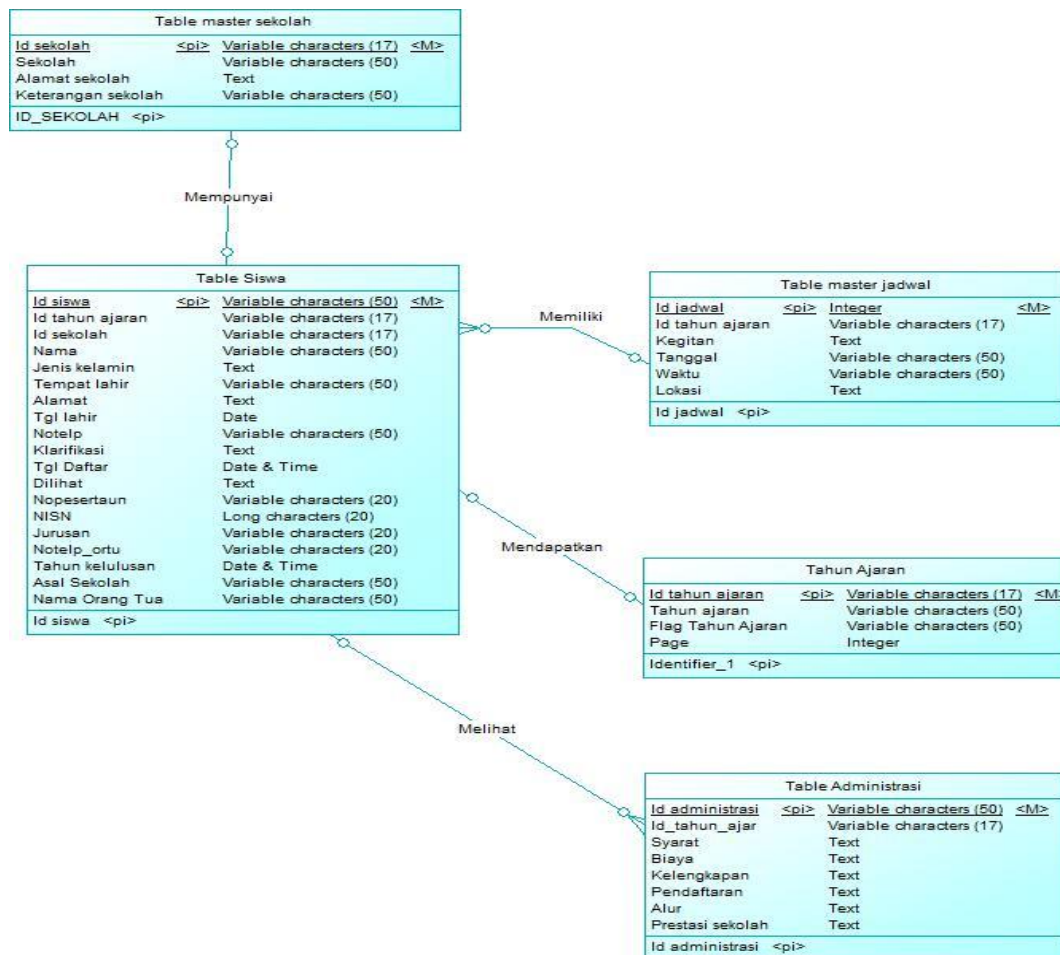 Table master sekolah
Id sekolah <pi> Variable characters (17) <M>
Sekolah Variable characters (50)
Alamat sekolah Text
Keterangan sekolah Variable characters (50)
ID_SEKOLAH <pi>
Mempunyai
Table Siswa
Id siswa <pi> Variable characters (50) <M>
Id tahun ajaran Variable characters (17)
Id sekolah Variable characters (17)
Nama Variable characters (50)
Jenis kelamin Text
Tempat lahir Variable characters (50)
Alamat Text
Tgl lahir Date
Notelp Variable characters (50)
Klarifikasi Text
Tgl Daftar Date & Time
Dilihat Text
Nopesertaun Variable characters (20)
NISN Long characters (20)
Jurusan Variable characters (20)
Notelp_ortu Variable characters (20)
Tahun kelulusan Date & Time
Asal Sekolah Variable characters (50)
Nama Orang Tua Variable characters (50)
Id siswa <pi>
Memiliki
Table master jadwal
Id jadwal <pi> Integer <M>
Id tahun ajaran Variable characters (17)
Kegitan Text
Tanggal Variable characters (50)
Waktu Variable characters (50)
Lokasi Text
Id jadwal <pi>
Mendapatkan
Tahun Ajaran
Id tahun ajaran <pi> Variable characters (17) <M>
Tahun ajaran Variable characters (50)
Flag Tahun Ajaran Variable characters (50)
Page Integer
Identifier_1 <pi>
Melihat
Table Administrasi
Id administrasi <pi> Variable characters (50) <M>
Id_tahun_ajar Variable characters (17)
Syarat Text
Biaya Text
Kelengkapan Text
Pendaftaran Text
Alur Text
Prestasi sekolah Text
Id administrasi <pi>